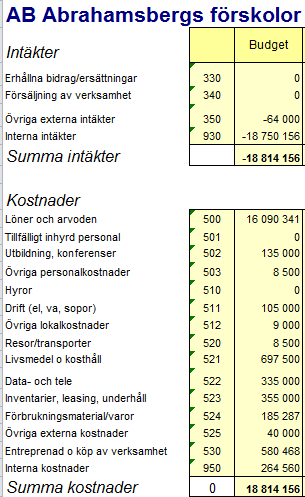 AB Abrahamsbergs förskolor
Intäkter Budget
Erhållna bidrag/ersättningar 330 0
Försäljning av verksamhet 340 0
Övriga externa intäkter 350 -64 000
Interna intäkter 930 -18 750 156
Summa intäkter -18 814 156
Kostnader
Löner och arvoden 500 16 090 341
Tillfälligt inhyrd personal 501 0
Utbildning, konferenser 502 135 000
Övriga personalkostnader 503 8 500
Hyror 510 0
Drift (el, va, sopor) 511 105 000
Övriga lokalkostnader 512 9 000
Resor/transporter 520 8 500
Livsmedel o kosthåll 521 697 500
Data- och tele 522 335 000
Inventarier, leasing, underhåll 523 355 000
Förbrukningsmaterial/varor 524 185 287
Övriga externa kostnader 525 40 000
Entreprenad o köp av verksamhet 530 580 468
Interna kostnader 950 264 560
Summa kostnader 0 18 814 156